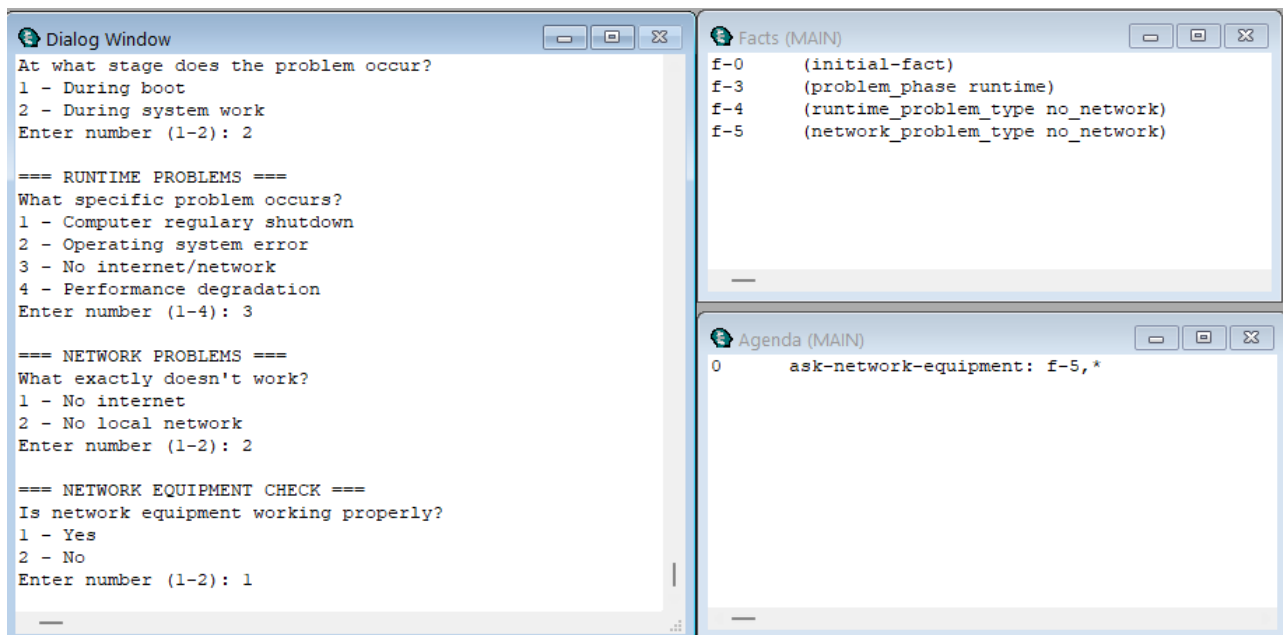 Dialog Window
At what stage does the problem occur?
1 - During boot
2 - During system work
Enter number (1-2): 2
=== RUNTIME PROBLEMS ===
What specific problem occurs?
1 - Computer regulary shutdown
2 - Operating system error
3 - No internet/network
4 - Performance degradation
Enter number (1-4): 3
=== NETWORK PROBLEMS ===
What exactly doesn't work?
1 - No internet
2 - No local network
Enter number (1-2): 2
=== NETWORK EQUIPMENT CHECK ===
Is network equipment working properly?
1 - Yes
2 - No
Enter number (1-2): 1
Facts (MAIN)
f-0 (initial-fact)
f-3 (problem_phase runtime)
f-4 (runtime_problem_type no_network)
f-5 (network_problem_type no_network)
Agenda (MAIN)
0 ask-network-equipment: f-5,*